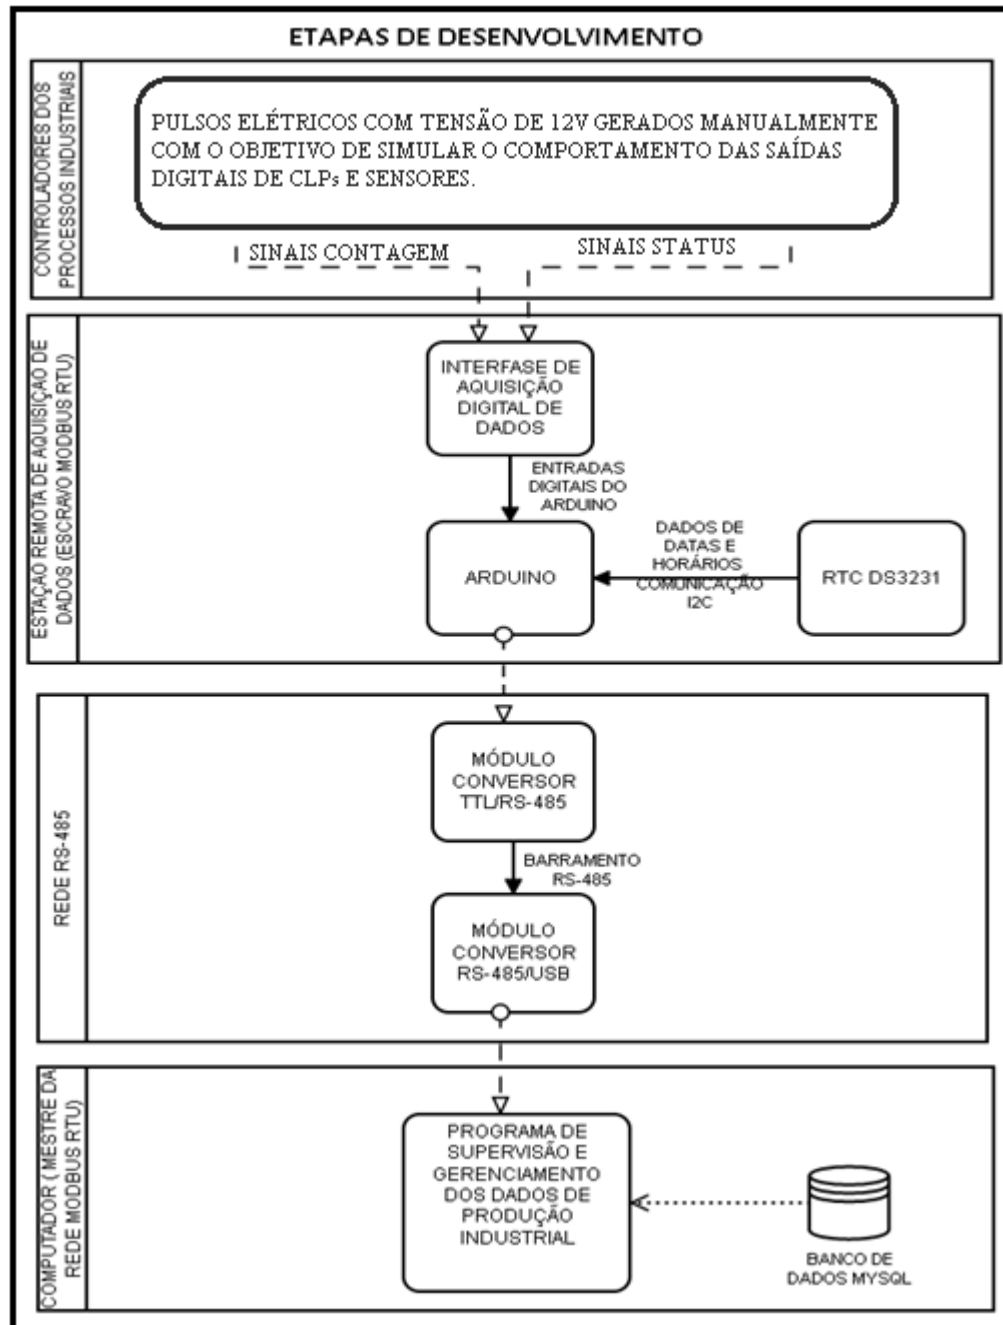 ETAPAS DE DESENVOLVIMENTO
CONTROLADORES DOS
PROCESSOS INDUSTRIAIS
PULSOS ELÉTRICOS COM TENSÃO DE 12V GERADOS MANUALMENTE
COM O OBJETIVO DE SIMULAR O COMPORTAMENTO DAS SAÍDAS
DIGITAIS DE CLPs E SENSORES.
SINAIS CONTAGEM
SINAIS STATUS
ESTAÇÃO REMOTA DE AQUISIÇÃO DE
DADOS (ESCRAVO MODBUS RTU)
INTERFASE DE
AQUISIÇÃO
DIGITAL DE
DADOS
ENTRADAS
DIGITAIS DO
ARDUINO
ARDUINO
DADOS DE
DATAS E
HORÁRIOS
COMUNICAÇÃO
I2C
RTC DS3231
REDE RS-485
MÓDULO
CONVERSOR
TTL/RS-485
BARRAMENTO
RS-485
MÓDULO
CONVERSOR
RS-485/USB
COMPUTADOR ( MESTRE DA
REDE MODBUS RTU)
PROGRAMA DE
SUPERVISÃO E
GERENCIAMENTO
DOS DADOS DE
PRODUÇÃO
INDUSTRIAL
BANCO DE
DADOS MYSQL